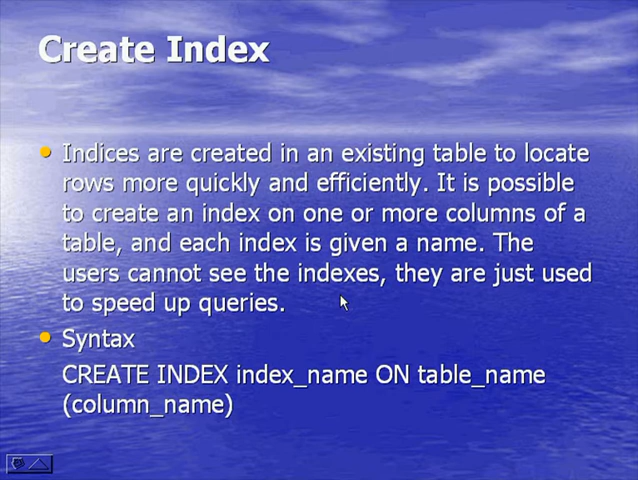 Create Index
• Indices are created in an existing table to locate
rows more quickly and efficiently. It is possible
to create an index on one or more columns of a
table, and each index is given a name. The
users cannot see the indexes, they are just used
to speed up queries.
• Syntax
CREATE INDEX index_name ON table_name
(column_name)